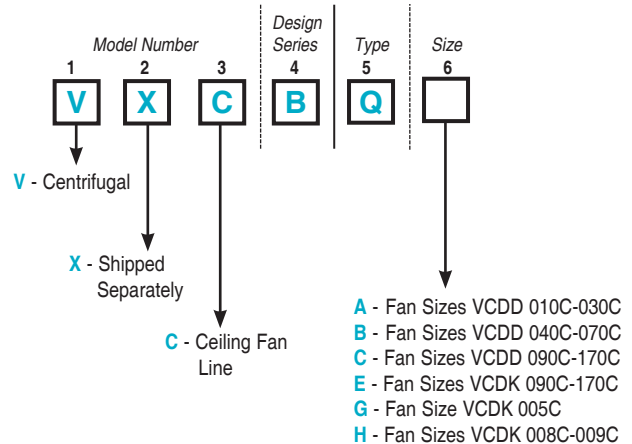 Design
Model Number Series Type Size
1 2 3 4 5 6
V X C B Q
V - Centrifugal
X - Shipped
Separately
C - Ceiling Fan
Line
A - Fan Sizes VCDD 010C-030C
B - Fan Sizes VCDD 040C-070C
C - Fan Sizes VCDD 090C-170C
E - Fan Sizes VCDK 090C-170C
G - Fan Size VCDK 005C
H - Fan Sizes VCDK 008C-009C